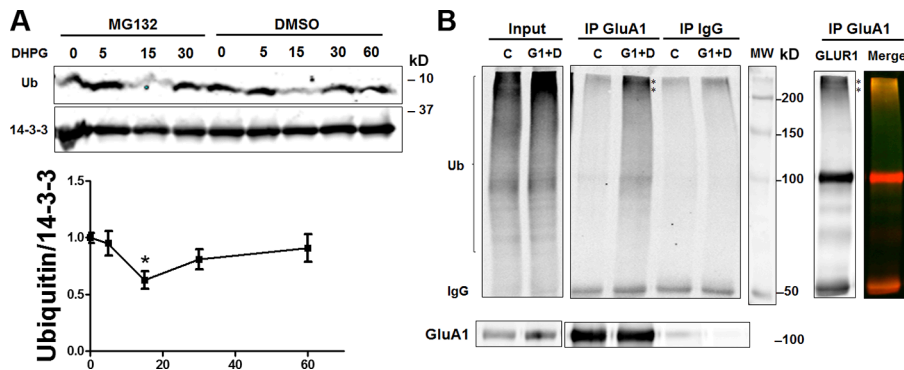 A
MG132 DMSO
DHPG 0 5 15 30 0 5 15 30 60 kD
Ub - 10
- 37
14-3-3
Ubiquitin/14-3-3
1.5
1.0
*
0.5
0.0
0 20 40 60
B
Input IP GluA1 IP IgG IP GluA1
C G1+D C G1+D C G1+D MW kD GLUR1 Merge
* *
* *
-200
-150
Ub
-100
IgG -50
GluA1 -100